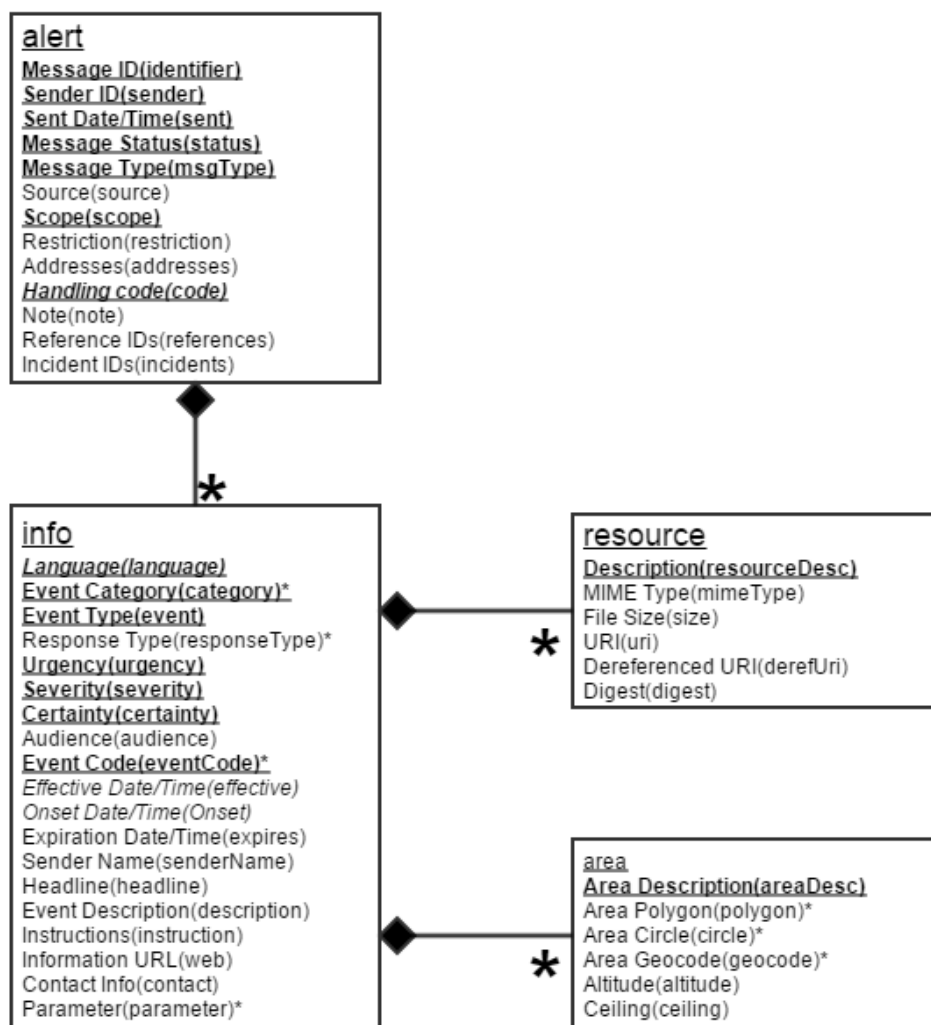 alert
Message ID(identifier)
Sender ID(sender)
Sent Date/Time(sent)
Message Status(status)
Message Type(msgType)
Source(source)
Scope(scope)
Restriction(restriction)
Addresses(addresses)
Handling code(code)
Note(note)
Reference IDs(references)
Incident IDs(incidents)
*
info
Language(language)
Event Category(category)*
Event Type(event)
Response Type(responseType)*
Urgency(urgency)
Severity(severity)
Certainty(certainty)
Audience(audience)
Event Code(eventCode)*
Effective Date/Time(effective)
Onset Date/Time(Onset)
Expiration Date/Time(expires)
Sender Name(senderName)
Headline(headline)
Event Description(description)
Instructions(instruction)
Information URL(web)
Contact Info(contact)
Parameter(parameter)*
*
resource
Description(resourceDesc)
MIME Type(mimeType)
File Size(size)
URI(uri)
Dereferenced URI(derefUri)
Digest(digest)
*
area
Area Description(areaDesc)
Area Polygon(polygon)*
Area Circle(circle)*
Area Geocode(geocode)*
Altitude(altitude)
Ceiling(ceiling)